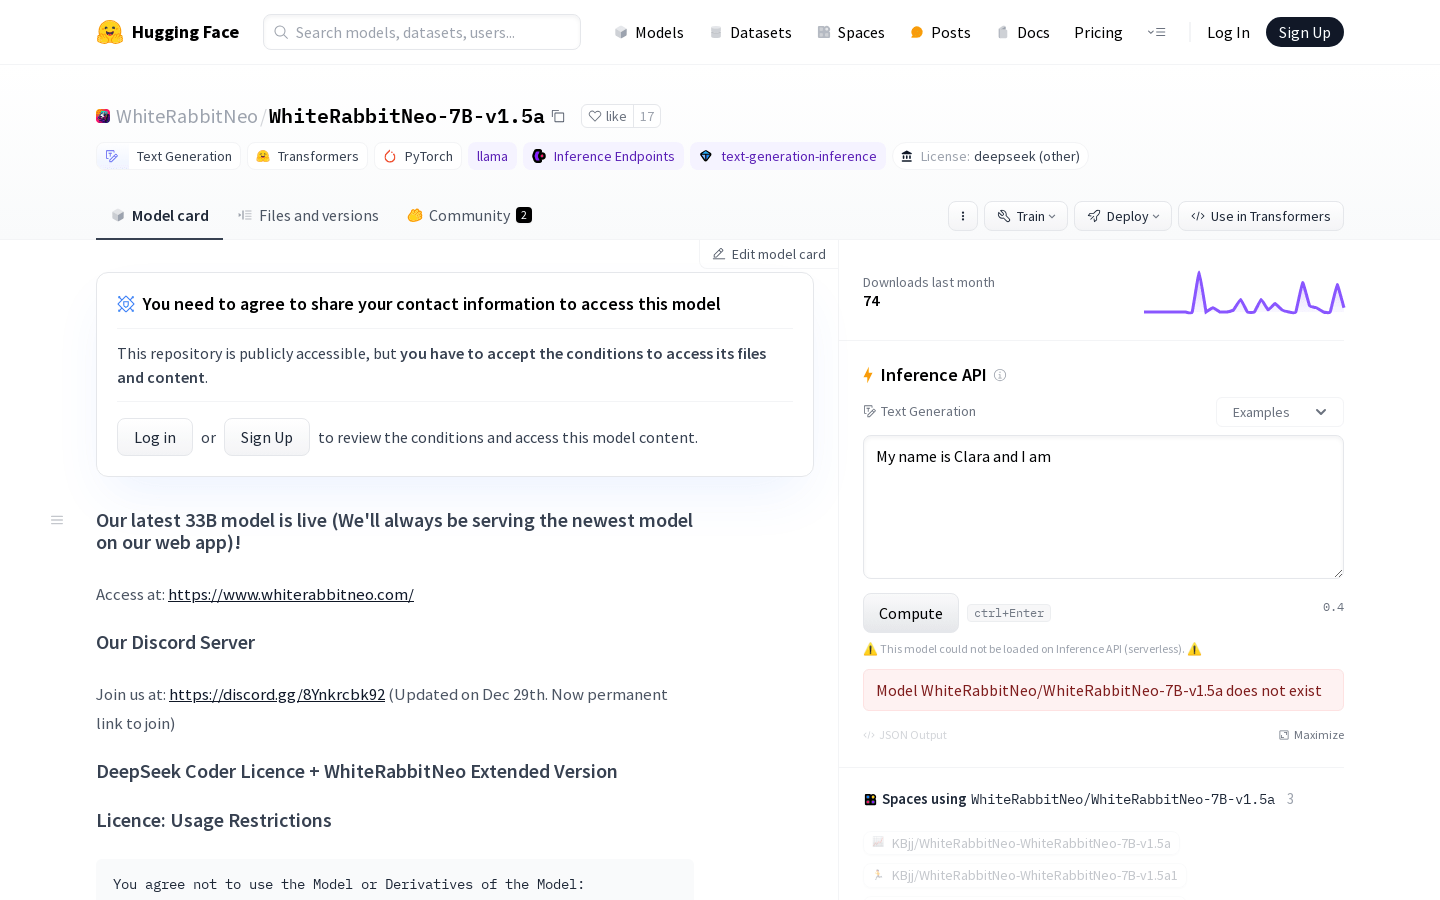 Hugging Face
Search models, datasets, users...
Models
Datasets
Spaces
Posts
Docs
Pricing
Log In
Sign Up
WhiteRabbitNeo/WhiteRabbitNeo-7B-v1.5a
like 17
Text Generation
Transformers
PyTorch
llama
Inference Endpoints
text-generation-inference
License: deepseek (other)
Model card
Files and versions
Community 2
Train
Deploy
Use in Transformers
Edit model card
You need to agree to share your contact information to access this model
This repository is publicly accessible, but you have to accept the conditions to access its files
and content.
Log in or Sign Up to review the conditions and access this model content.
Our latest 33B model is live (We'll always be serving the newest model
on our web app)!
Access at: https://www.whiterabbitneo.com/
Our Discord Server
Join us at: https://discord.gg/8Ynkrcbk92 (Updated on Dec 29th. Now permanent
link to join)
DeepSeek Coder Licence + WhiteRabbitNeo Extended Version
Licence: Usage Restrictions
You agree not to use the Model or Derivatives of the Model:
Downloads last month
74
Inference API
Text Generation
Examples
My name is Clara and I am
Compute
ctrl+Enter
0.4
This model could not be loaded on Inference API (serverless).
Model WhiteRabbitNeo/WhiteRabbitNeo-7B-v1.5a does not exist
JSON Output
Maximize
Spaces using WhiteRabbitNeo/WhiteRabbitNeo-7B-v1.5a 3
KBjj/WhiteRabbitNeo-WhiteRabbitNeo-7B-v1.5a
KBjj/WhiteRabbitNeo-WhiteRabbitNeo-7B-v1.5a1